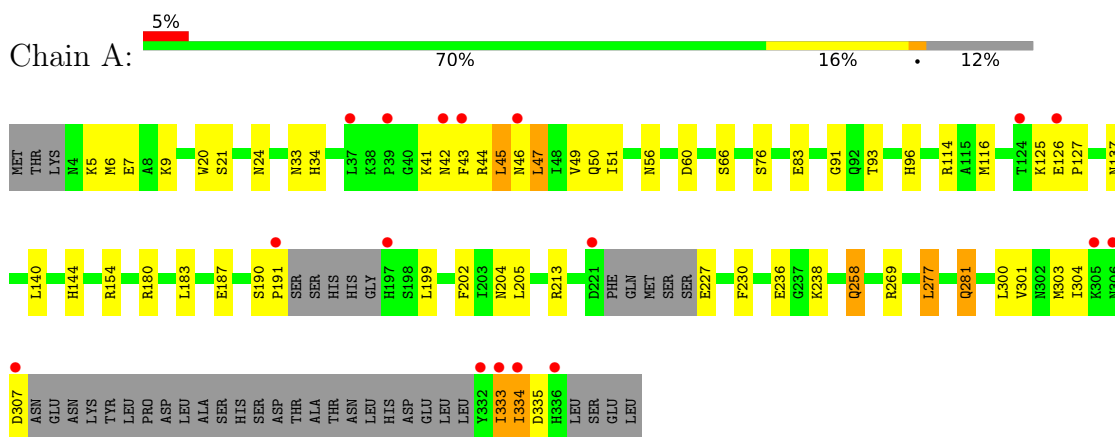 5%
Chain A:
70% 16% • 12%
MET THR LYS N4 K5 M6 E7 A8 K9 W20 S21 N24 N33 H34 L37 K38 P39 G40 K41 N42 F43 R44 L45 N46 L47 I48 V49 Q50 I51 N56 D60 S66 S76 E83 G91 Q92 T93 H96 R114 A115 M116 T124 K125 E126 P127 N137
L140 H144 R154 R180 L183 E187 S190 P191 SER SER HIS HIS GLY H197 S198 L199 F202 I203 N204 L205 R213 D221 PHE GLN MET SER SER E227 F230 E236 G237 K238 Q258 R269 L277 Q281 L300 V301 N302 M303 I304 K305 N306
D307 ASN GLU ASN LYS TYR LEU PRO ASP LEU ALA SER HIS SER ASP THR ALA THR ASN LEU HIS ASP GLU LEU LEU Y332 I333 I334 D335 H336 LEU SER GLU LEU